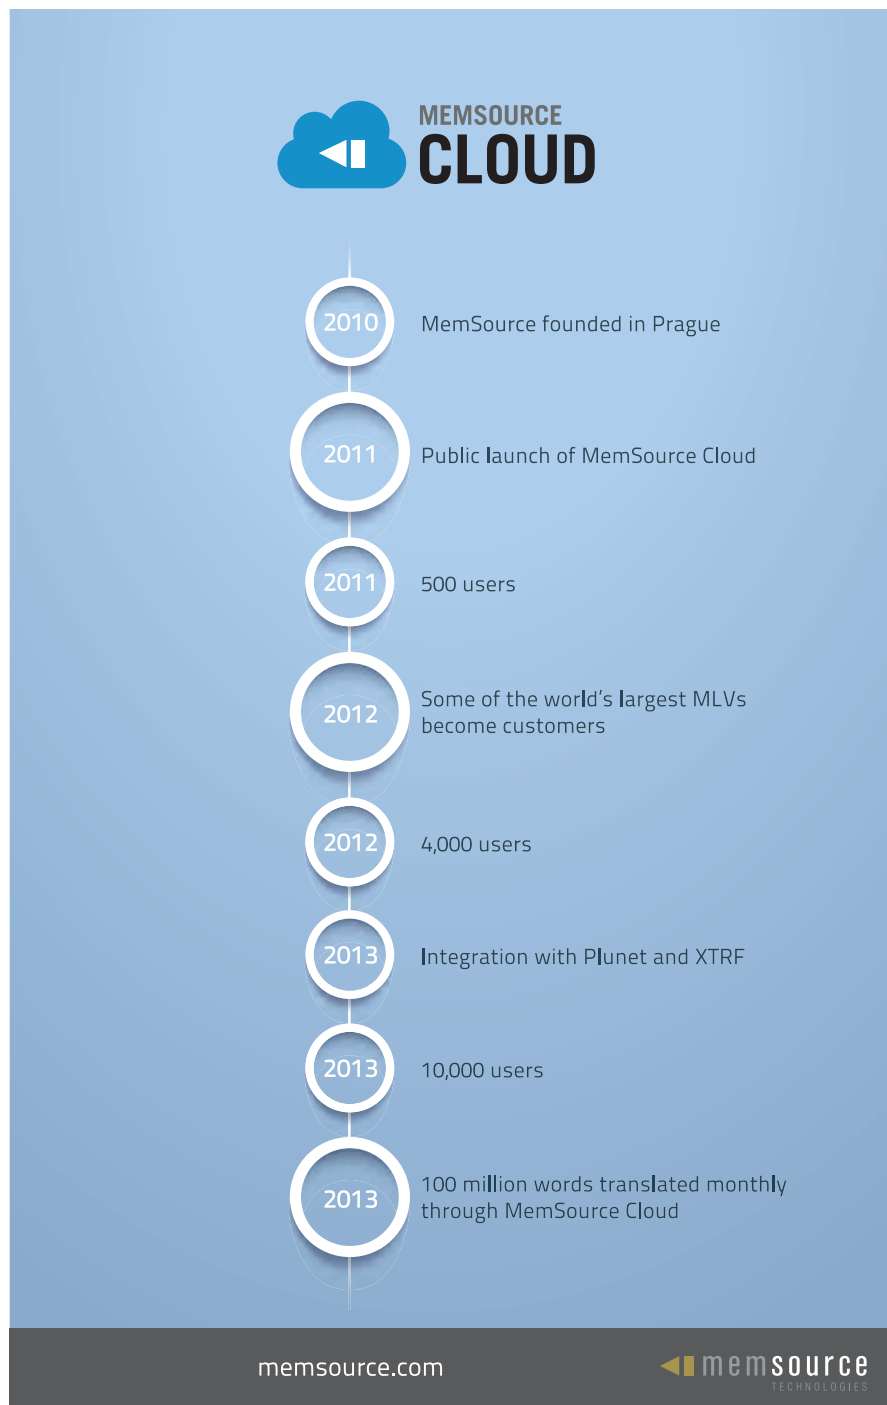 MEMSOURCE
CLOUD
2010
MemSource founded in Prague
2011
Public launch of MemSource Cloud
2011
500 users
2012
Some of the world's largest MLVs
become customers
2012
4,000 users
2013
Integration with Plunet and XTRF
2013
10,000 users
2013
100 million words translated monthly
through MemSource Cloud
memsource.com
memsource
TECHNOLOGIES